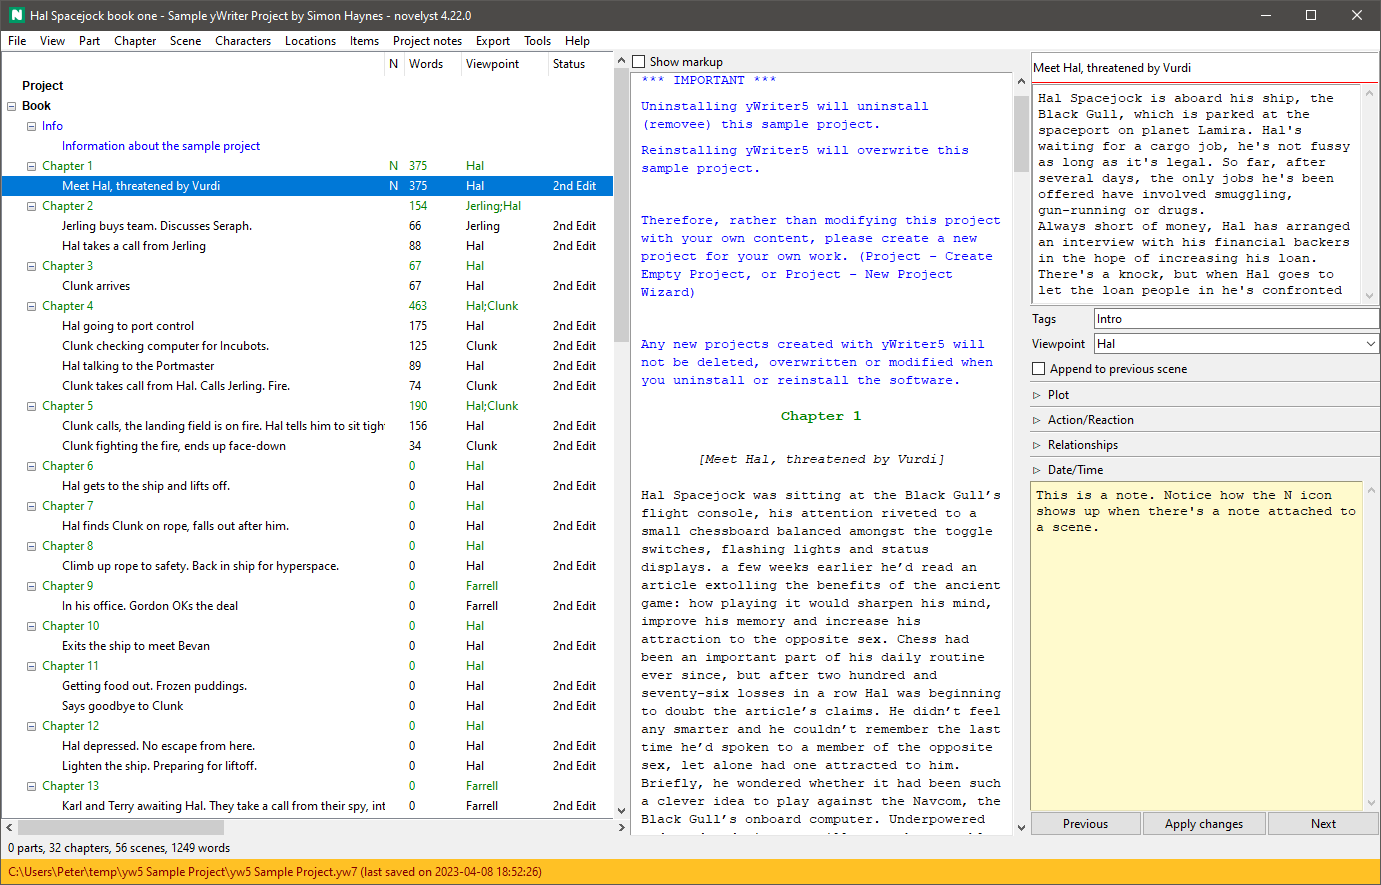 Hal Spacejock book one - Sample yWriter Project by Simon Haynes - novelyst 4.22.0
File View Part Chapter Scene Characters Locations Items Project notes Export Tools Help
N Words Viewpoint Status
Project
Book
Info
Information about the sample project
Chapter 1 N 375 Hal
Meet Hal, threatened by Vurdi N 375 Hal 2nd Edit
Chapter 2 154 Jerling;Hal
Jerling buys team. Discusses Seraph. 66 Jerling 2nd Edit
Hal takes a call from Jerling 88 Hal 2nd Edit
Chapter 3 67 Hal
Clunk arrives 67 Hal 2nd Edit
Chapter 4 463 Hal;Clunk
Hal going to port control 175 Hal 2nd Edit
Clunk checking computer for Incubots. 125 Clunk 2nd Edit
Hal talking to the Portmaster 89 Hal 2nd Edit
Clunk takes call from Hal. Calls Jerling. Fire. 74 Clunk 2nd Edit
Chapter 5 190 Hal;Clunk
Clunk calls, the landing field is on fire. Hal tells him to sit tigh 156 Hal 2nd Edit
Clunk fighting the fire, ends up face-down 34 Clunk 2nd Edit
Chapter 6 0 Hal
Hal gets to the ship and lifts off. 0 Hal 2nd Edit
Chapter 7 0 Hal
Hal finds Clunk on rope, falls out after him. 0 Hal 2nd Edit
Chapter 8 0 Hal
Climb up rope to safety. Back in ship for hyperspace. 0 Hal 2nd Edit
Chapter 9 0 Farrell
In his office. Gordon OKs the deal 0 Farrell 2nd Edit
Chapter 10 0 Hal
Exits the ship to meet Bevan 0 Hal 2nd Edit
Chapter 11 0 Hal
Getting food out. Frozen puddings. 0 Hal 2nd Edit
Says goodbye to Clunk 0 Hal 2nd Edit
Chapter 12 0 Hal
Hal depressed. No escape from here. 0 Hal 2nd Edit
Lighten the ship. Preparing for liftoff. 0 Hal 2nd Edit
Chapter 13 0 Farrell
Karl and Terry awaiting Hal. They take a call from their spy, int 0 Farrell 2nd Edit
Show markup
*** IMPORTANT ***
Uninstalling yWriter5 will uninstall
(removee) this sample project.
Reinstalling yWriter5 will overwrite this
sample project.
Therefore, rather than modifying this project
with your own content, please create a new
project for your own work. (Project - Create
Empty Project, or Project - New Project
Wizard)
Any new projects created with yWriter5 will
not be deleted, overwritten or modified when
you uninstall or reinstall the software.
Chapter 1
[Meet Hal, threatened by Vurdi]
Hal Spacejock was sitting at the Black Gull’s
flight console, his attention riveted to a
small chessboard balanced amongst the toggle
switches, flashing lights and status
displays. a few weeks earlier he’d read an
article extolling the benefits of the ancient
game: how playing it would sharpen his mind,
improve his memory and increase his
attraction to the opposite sex. Chess had
been an important part of his daily routine
ever since, but after two hundred and
seventy-six losses in a row Hal was beginning
to doubt the article’s claims. He didn’t feel
any smarter and he couldn’t remember the last
time he’d spoken to a member of the opposite
sex, let alone had one attracted to him.
Briefly, he wondered whether it had been such
a clever idea to play against the Navcom, the
Black Gull’s onboard computer. Underpowered
Meet Hal, threatened by Vurdi
Hal Spacejock is aboard his ship, the
Black Gull, which is parked at the
spaceport on planet Lamira. Hal's
waiting for a cargo job, he's not fussy
as long as it's legal. So far, after
several days, the only jobs he's been
offered have involved smuggling,
gun-running or drugs.
Always short of money, Hal has arranged
an interview with his financial backers
in the hope of increasing his loan.
There's a knock, but when Hal goes to
let the loan people in he's confronted
Tags Intro
Viewpoint Hal
Append to previous scene
Plot
Action/Reaction
Relationships
Date/Time
This is a note. Notice how the N icon
shows up when there's a note attached to
a scene.
Previous Apply changes Next
0 parts, 32 chapters, 56 scenes, 1249 words
C:\Users\Peter\temp\yw5 Sample Project\yw5 Sample Project.yw7 (last saved on 2023-04-08 18:52:26)